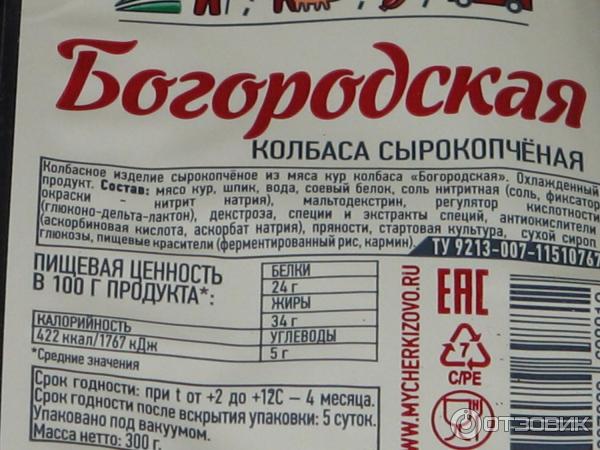 Богородская
КОЛБАСА СЫРОКОПЧЁНАЯ
Колбасное изделие сырокопчёное из мяса кур колбаса «Богородская». Охлаждённый
продукт. Состав: мясо кур, шпик, вода, соевый белок, соль нитритная (соль, фиксатор
окраски – нитрит натрия), мальтодекстрин, регулятор кислотности
(глюконо-дельта-лактон), декстроза, специи и экстракты специй, антиокислители
(аскорбиновая кислота, аскорбат натрия), пряности, стартовая культура, сухой сироп
глюкозы, пищевые красители (ферментированный рис, кармин).
ТУ 9213-007-11510767
ПИЩЕВАЯ ЦЕННОСТЬ
В 100 Г ПРОДУКТА*:
БЕЛКИ
24 г
ЖИРЫ
34 г
УГЛЕВОДЫ
5 г
КАЛОРИЙНОСТЬ
422 ккал/1767 кДж
*Средние значения
Срок годности: при t от +2 до +12С – 4 месяца.
Срок годности после вскрытия упаковки: 5 суток.
Упаковано под вакуумом.
Масса нетто: 300 г.
WWW.MYCHERKIZOVO.RU
EAC
7
C/PE
ОТЗОВИК